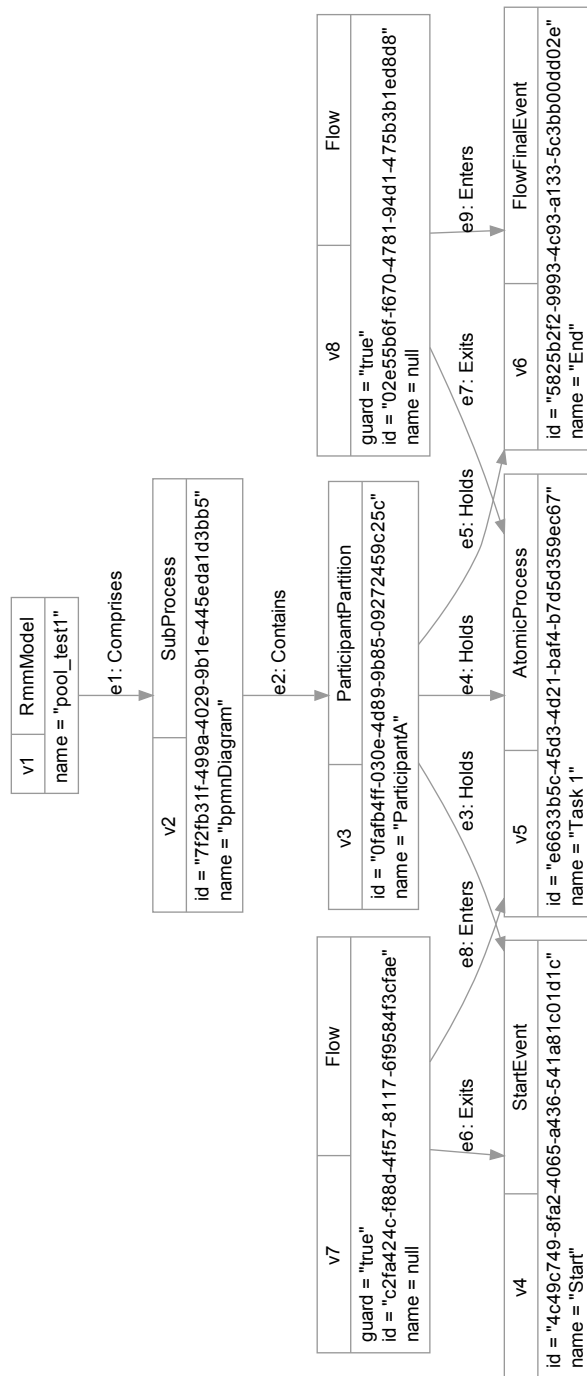 v1 RmmModel
name = "pool_test1"
e1: Comprises
v2 SubProcess
id = "7f2fb31f-499a-4029-9b1e-445eda1d3bb5"
name = "bpmnDiagram"
e2: Contains
v7 Flow
guard = "true"
id = "c2fa424c-f88d-4f57-8117-6f9584f3cfae"
name = null
v3 ParticipantPartition
id = "0fafb4ff-030e-4d89-9b85-09272459c25c"
name = "ParticipantA"
v8 Flow
guard = "true"
id = "02e55b6f-f670-4781-94d1-475b3b1ed8d8"
name = null
e6: Exits
e8: Enters
e3: Holds
e4: Holds
e5: Holds
e7: Exits
e9: Enters
v4 StartEvent
id = "4c49c749-8fa2-4065-a436-541a81c01d1c"
name = "Start"
v5 AtomicProcess
id = "e6633b5c-45d3-4d21-baf4-b7d5d359ec67"
name = "Task 1"
v6 FlowFinalEvent
id = "5825b2f2-9993-4c93-a133-5c3bb00dd02e"
name = "End"